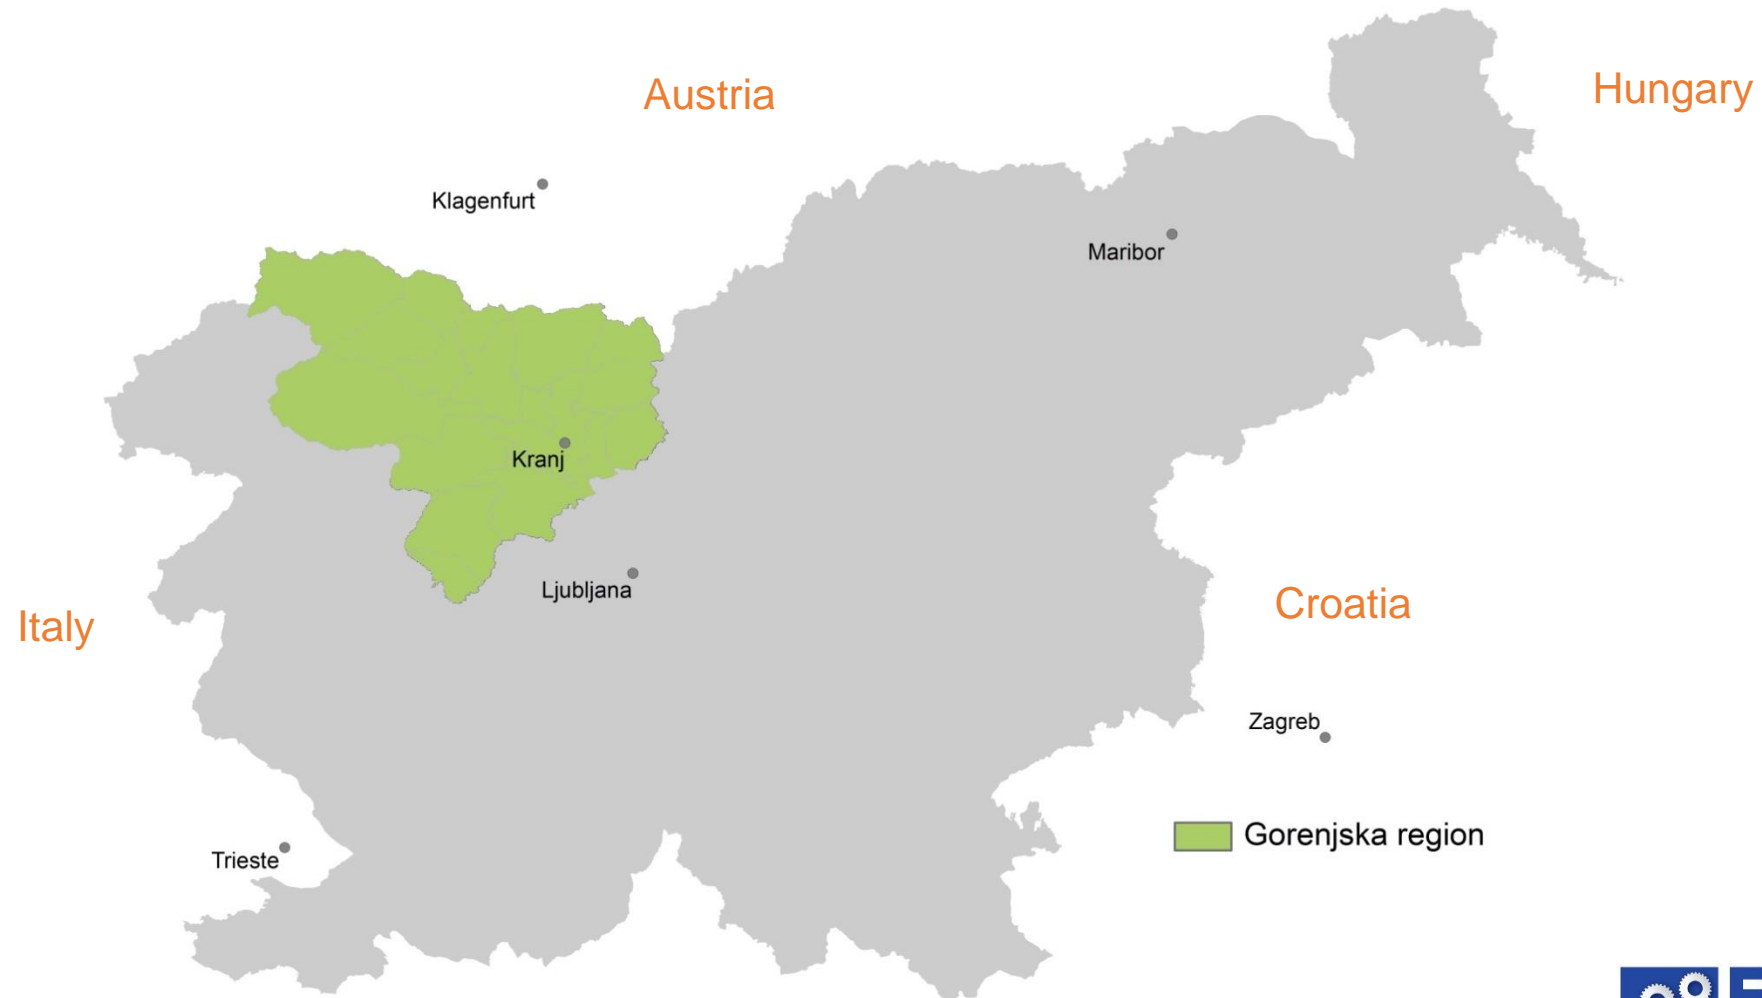 Austria
Hungary
Klagenfurt
Maribor
Kranj
Ljubljana
Italy
Croatia
Zagreb
Gorenjska region
Trieste